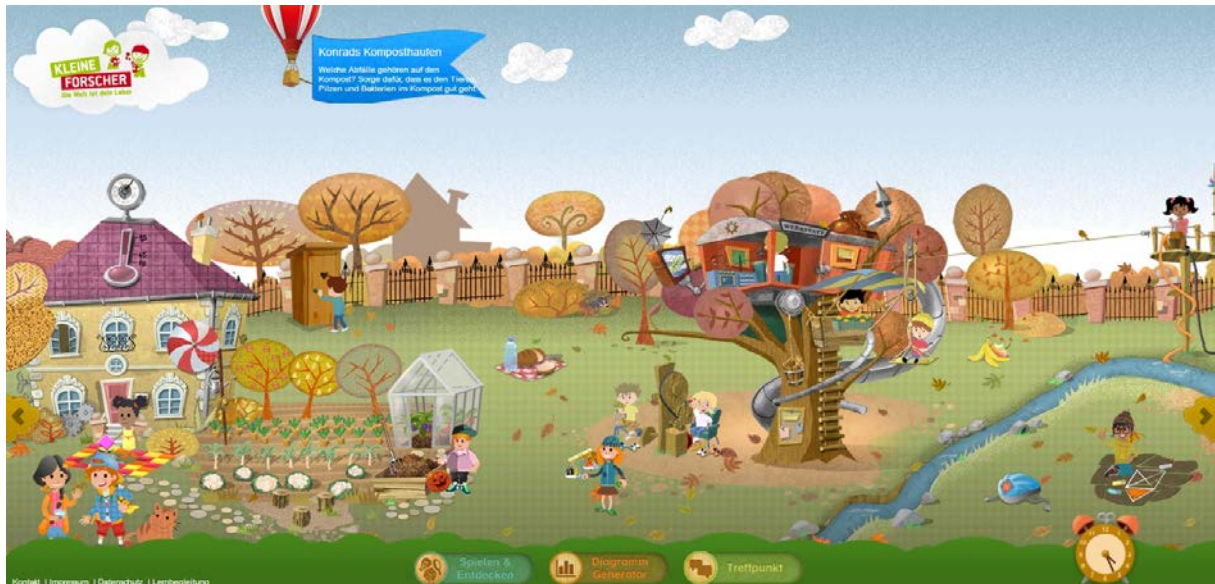 KLEINE
FORSCHER
Die Welt ist dein Labor
Konrads Komposthaufen
Welche Abfälle gehören auf den
Kompost? Sorge dafür, dass es den Tieren,
Pilzen und Bakterien im Kompost gut geht.
Spielen &
Entdecken
Diagramm
Generator
Treffpunkt
Kontakt | Impressum | Datenschutz | Lernbegleitung